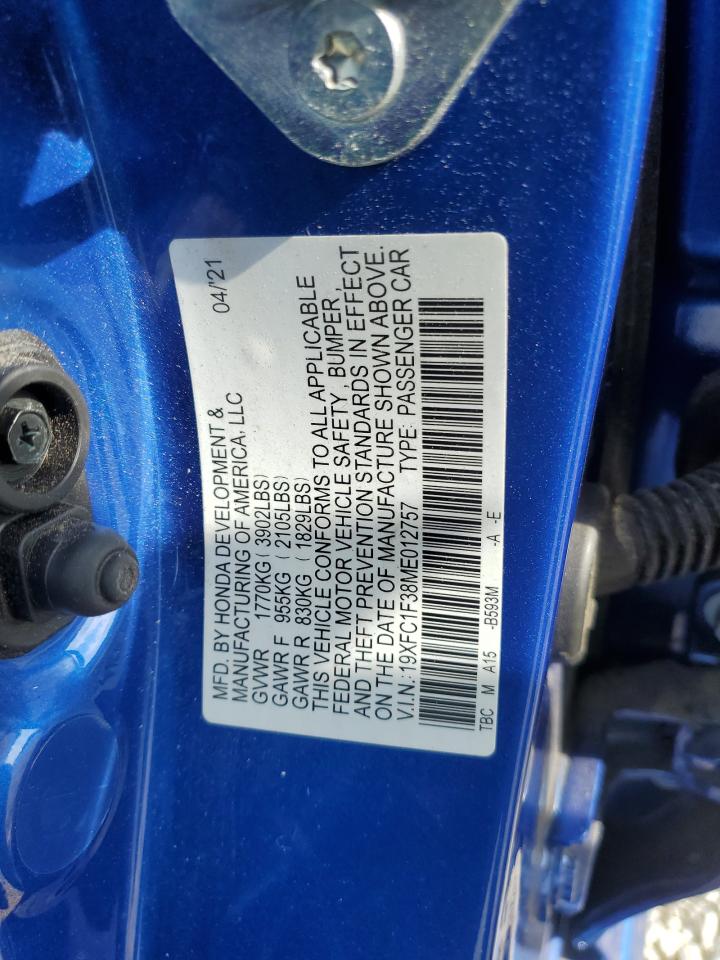 MFD. BY HONDA DEVELOPMENT & 04/'21
MANUFACTURING OF AMERICA, LLC
GVWR 1770KG (3902LBS)
GAWR F 955KG (2105LBS)
GAWR R 830KG (1829LBS)
THIS VEHICLE CONFORMS TO ALL APPLICABLE
FEDERAL MOTOR VEHICLE SAFETY, BUMPER,
AND THEFT PREVENTION STANDARDS IN EFFECT
ON THE DATE OF MANUFACTURE SHOWN ABOVE.
V.I.N.: 19XFC1F38ME012757 TYPE: PASSENGER CAR
TBC M A15 -B593M -A -E